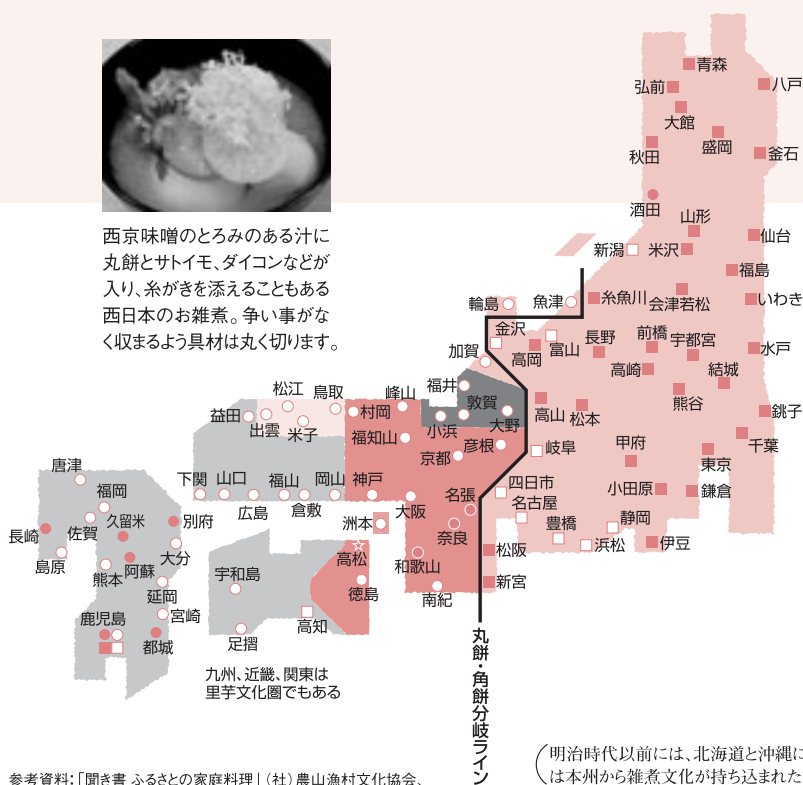 西京味噌のとろみのある汁に
丸餅とサトイモ、ダイコンなどが
入り、糸がきを添えることもある
西日本のお雑煮。争い事がな
く収まるよう具材は丸く切ります。
青森
弘前
八戸
大館
盛岡
秋田
釜石
酒田
山形
仙台
新潟
米沢
福島
糸魚川
会津若松
いわき
輪島
魚津
金沢
富山
高岡
加賀
長野
前橋
宇都宮
水戸
高崎
結城
熊谷
銚子
千葉
福井
敦賀
小浜
大野
高山
松本
甲府
東京
岐阜
小田原
鎌倉
四日市
名古屋
豊橋
静岡
浜松
伊豆
松江
鳥取
峰山
益田
出雲
米子
村岡
福知山
京都
彦根
下関
山口
広島
福山
倉敷
岡山
神戸
大阪
名張
奈良
洲本
和歌山
南紀
松阪
新宮
高松
徳島
宇和島
高知
足摺
唐津
福岡
佐賀
久留米
別府
長崎
島原
熊本
阿蘇
大分
延岡
宮崎
鹿児島
都城
九州、近畿、関東は
里芋文化圏でもある
丸餅・角餅分岐ライン
明治時代以前には、北海道と沖縄に
は本州から雑煮文化が持ち込まれた
参考資料:「聞き書 ふるさとの家庭料理」(社)農山漁村文化協会、